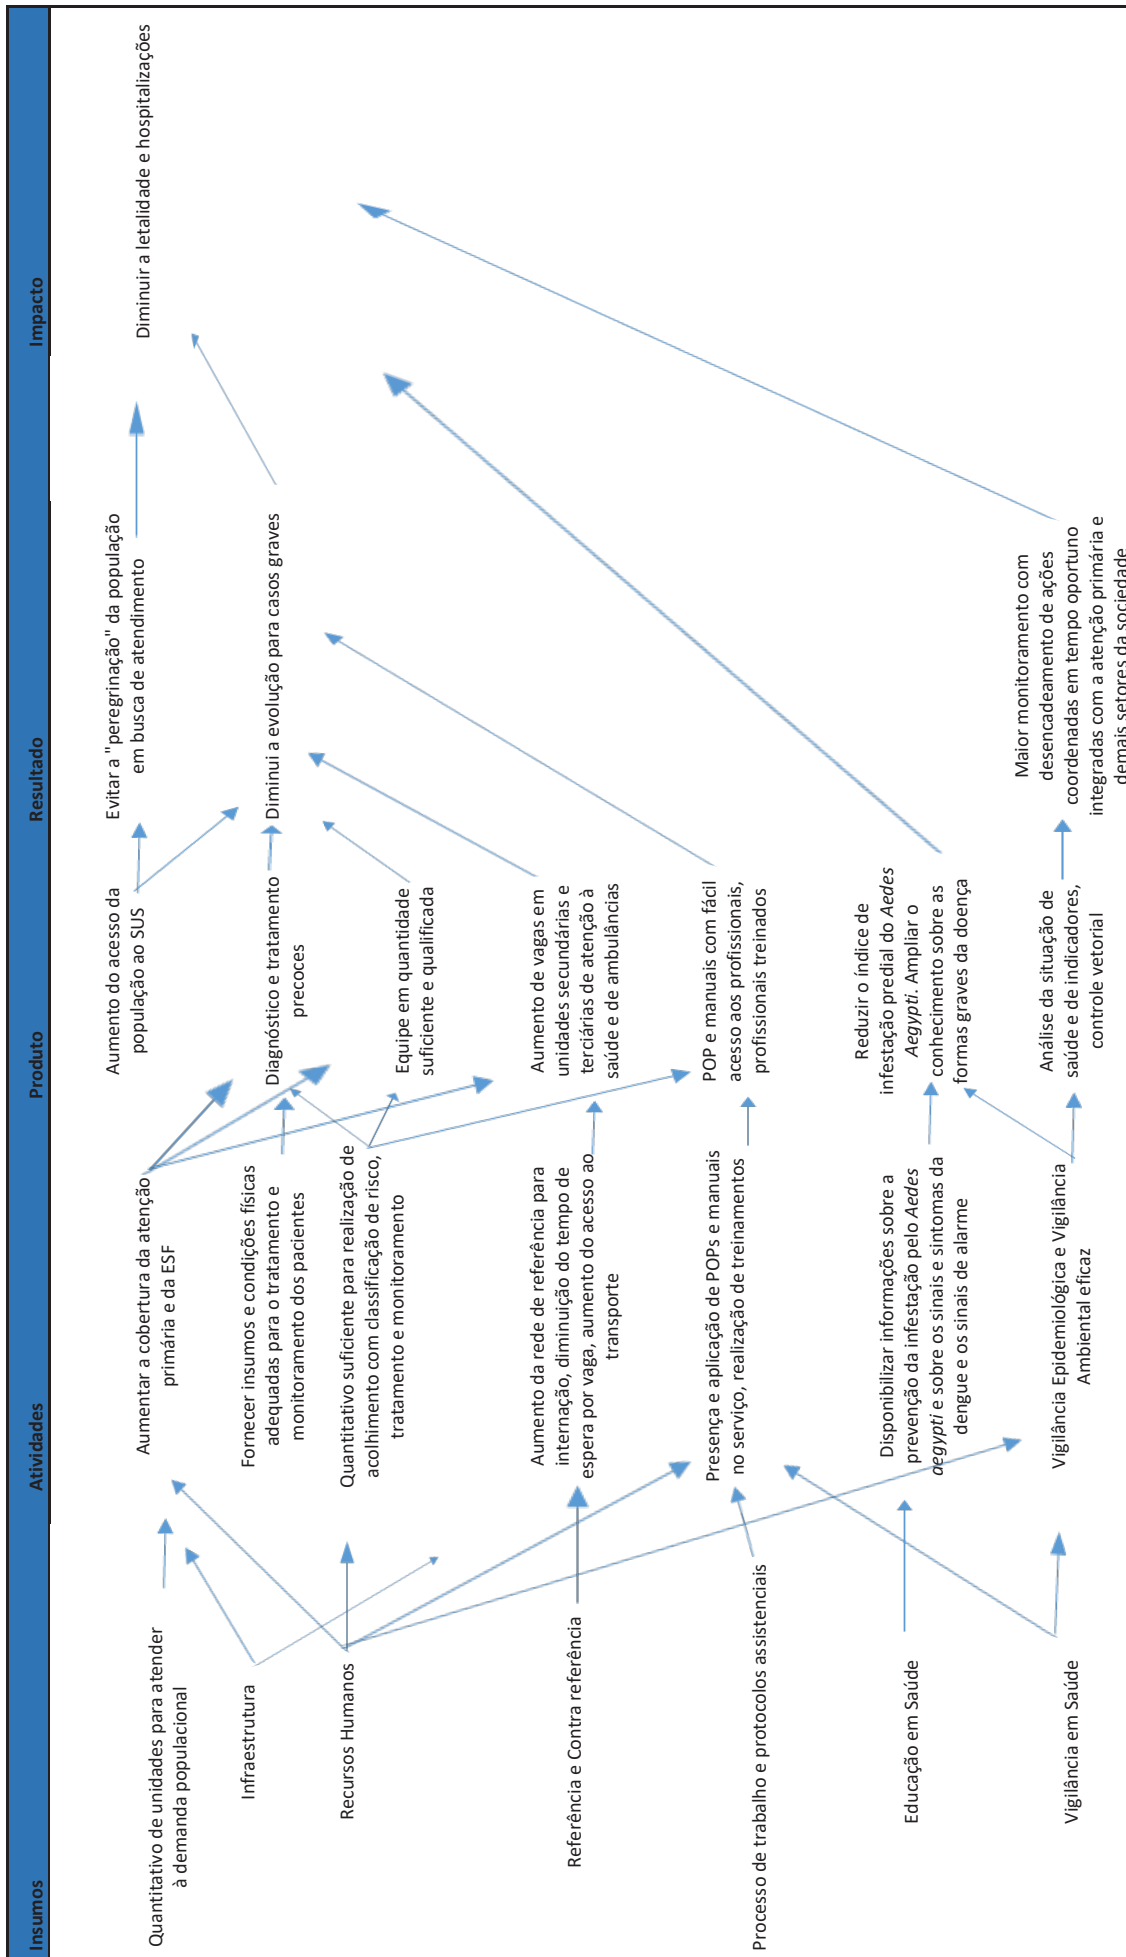 Insumos
Atividades
Produto
Resultado
Impacto
Quantitativo de unidades para atender
à demanda populacional
Infraestrutura
Recursos Humanos
Referência e Contra referência
Processo de trabalho e protocolos assistenciais
Educação em Saúde
Vigilância em Saúde
Aumentar a cobertura da atenção
primária e da ESF
Fornecer insumos e condições físicas
adequadas para o tratamento e
monitoramento dos pacientes
Quantitativo suficiente para realização de
acolhimento com classificação de risco,
tratamento e monitoramento
Aumento da rede de referência para
internação, diminuição do tempo de
espera por vaga, aumento do acesso ao
transporte
Presença e aplicação de POPs e manuais
no serviço, realização de treinamentos
Disponibilizar informações sobre a
prevenção da infestação pelo Aedes
aegypti e sobre os sinais e sintomas da
dengue e os sinais de alarme
Vigilância Epidemiológica e Vigilância
Ambiental eficaz
Aumento do acesso da
população ao SUS
Diagnóstico e tratamento
precoces
Equipe em quantidade
suficiente e qualificada
Aumento de vagas em
unidades secundárias e
terciárias de atenção à
saúde e de ambulâncias
POP e manuais com fácil
acesso aos profissionais,
profissionais treinados
Reduzir o índice de
infestação predial do Aedes
Aegypti. Ampliar o
conhecimento sobre as
formas graves da doença
Análise da situação de
saúde e de indicadores,
controle vetorial
Evitar a "peregrinação" da população
em busca de atendimento
Diminui a evolução para casos graves
Maior monitoramento com
desencadeamento de ações
coordenadas em tempo oportuno
integradas com a atenção primária e
demais setores da sociedade
Diminuir a letalidade e hospitalizações